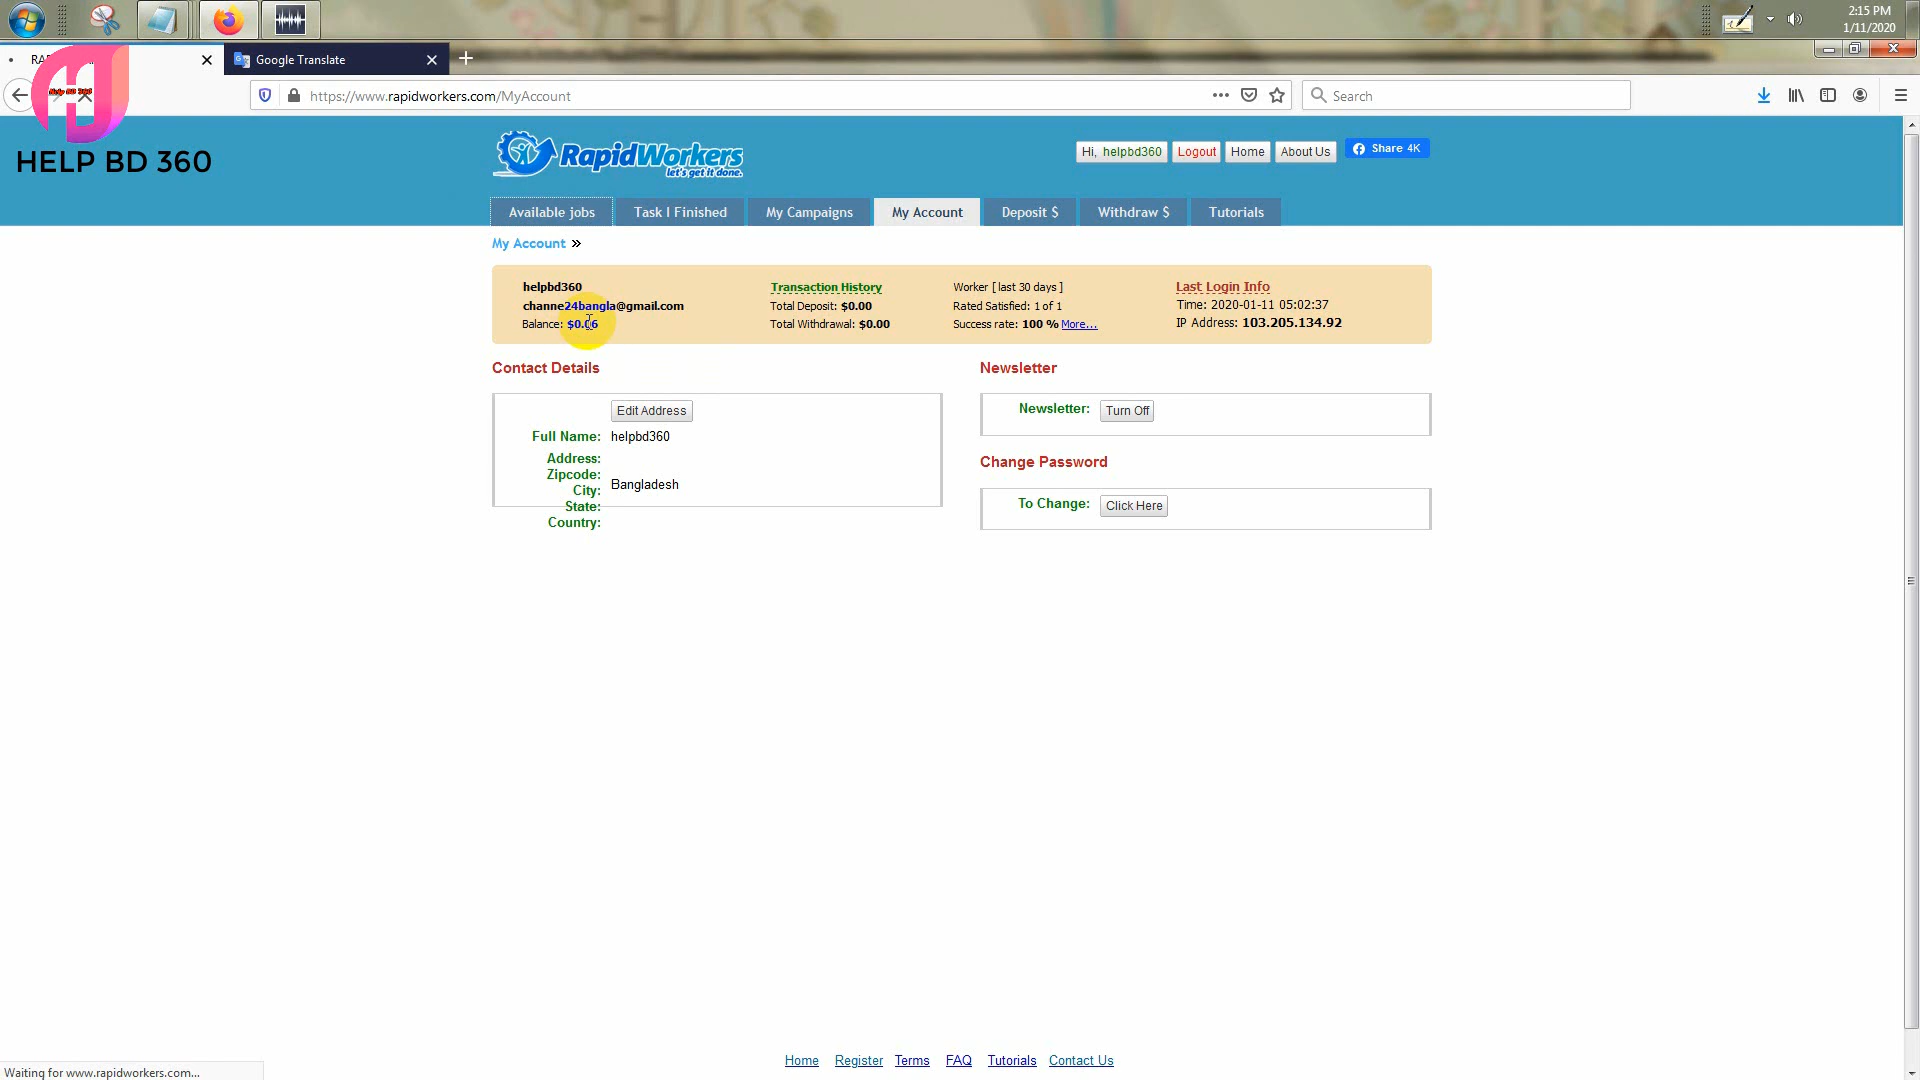 2:15 PM
1/11/2020
Google Translate
https://www.rapidworkers.com/MyAccount
Search
Help BD 360
HELP BD 360
RapidWorkers
let's get it done.
Hi, helpbd360
Logout
Home
About Us
Share 4K
Available jobs
Task I Finished
My Campaigns
My Account
Deposit $
Withdraw $
Tutorials
My Account »
helpbd360
channe24bangla@gmail.com
Balance: $0.06
Transaction History
Total Deposit: $0.00
Total Withdrawal: $0.00
Worker [ last 30 days ]
Rated Satisfied: 1 of 1
Success rate: 100 % More...
Last Login Info
Time: 2020-01-11 05:02:37
IP Address: 103.205.134.92
Contact Details
Edit Address
Full Name: helpbd360
Address:
Zipcode:
City: Bangladesh
State:
Country:
Newsletter
Newsletter: Turn Off
Change Password
To Change: Click Here
Home Register Terms FAQ Tutorials Contact Us
Waiting for www.rapidworkers.com...